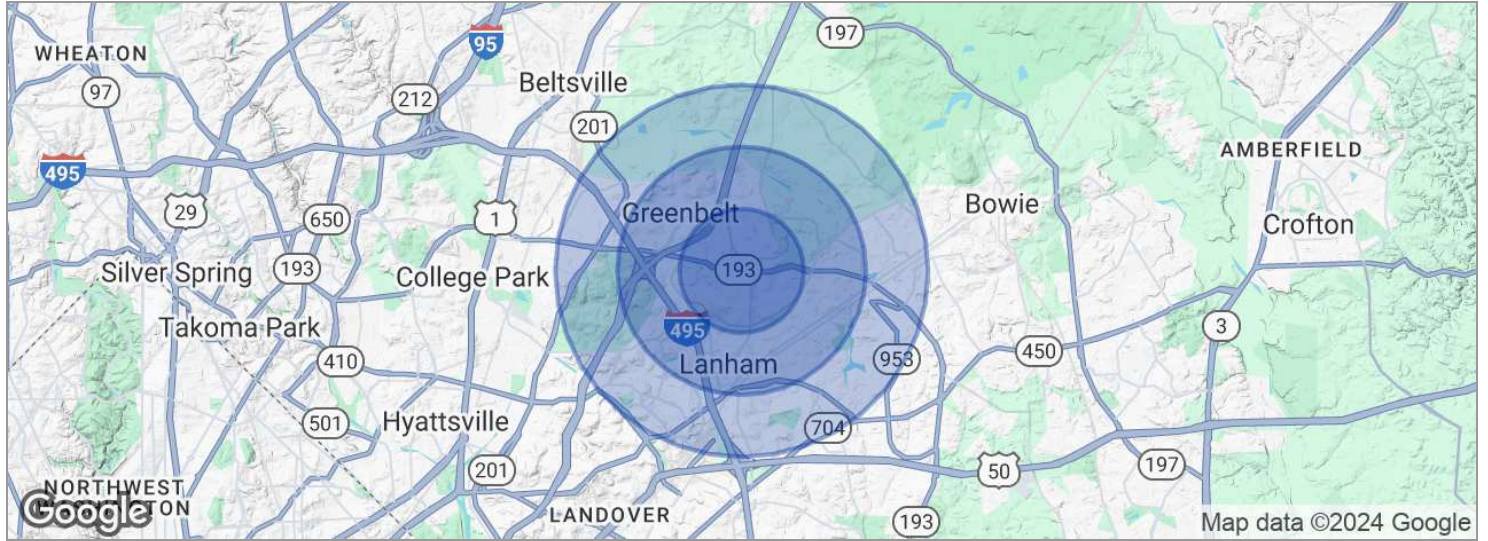 197
95
WHEATON
Beltsville
97
212
201
AMBERFIELD
495
Bowie
29
650
1
Greenbelt
Crofton
193
193
Silver Spring
College Park
Takoma Park
495
3
410
Lanham
953
450
501
Hyattsville
704
201
50
197
NORTHWEST
Google
LANDOVER
193
Map data ©2024 Google